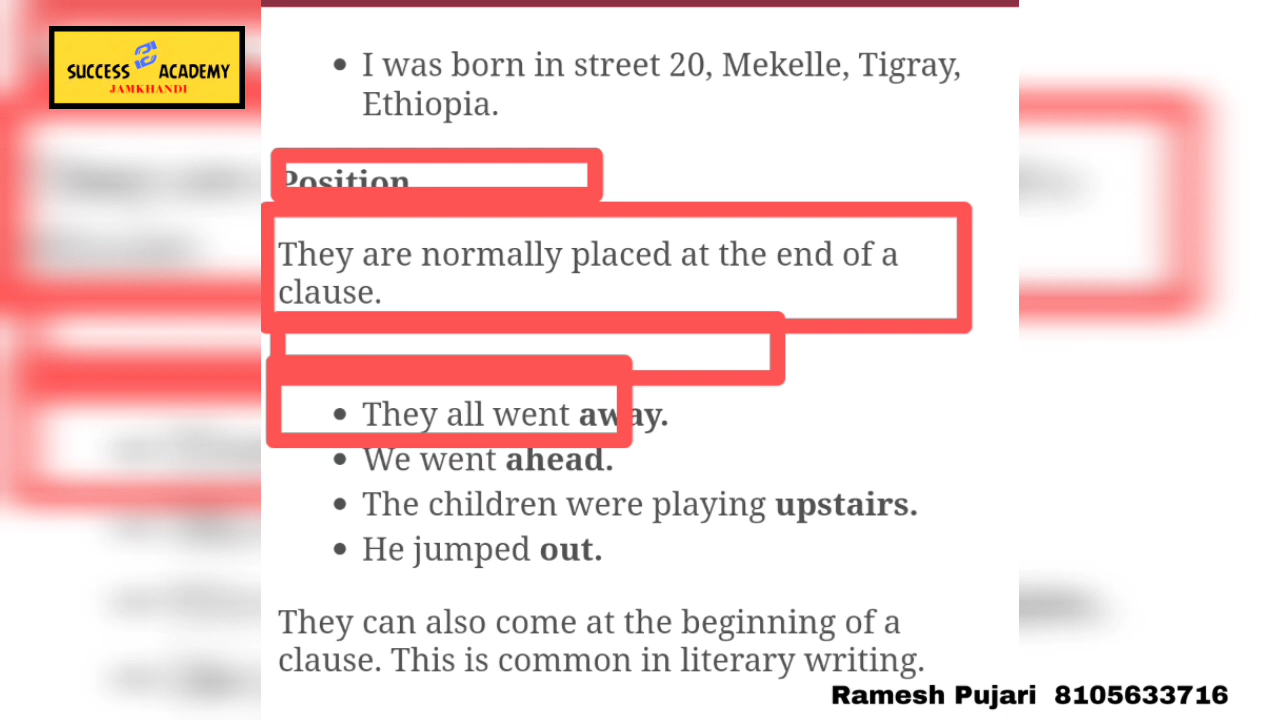 SUCCESS ACADEMY
JAMKHANDI
• I was born in street 20, Mekelle, Tigray,
Ethiopia.
Position
They are normally placed at the end of a
clause.
• They all went away.
• We went ahead.
• The children were playing upstairs.
• He jumped out.
They can also come at the beginning of a
clause. This is common in literary writing.
Ramesh Pujari 8105633716